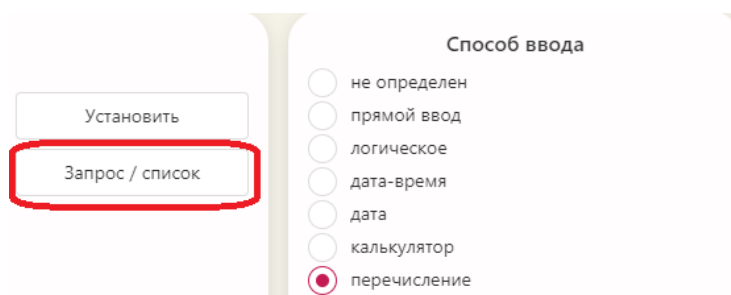 Установить
Запрос / список
Способ ввода
не определен
прямой ввод
логическое
дата-время
дата
калькулятор
перечисление